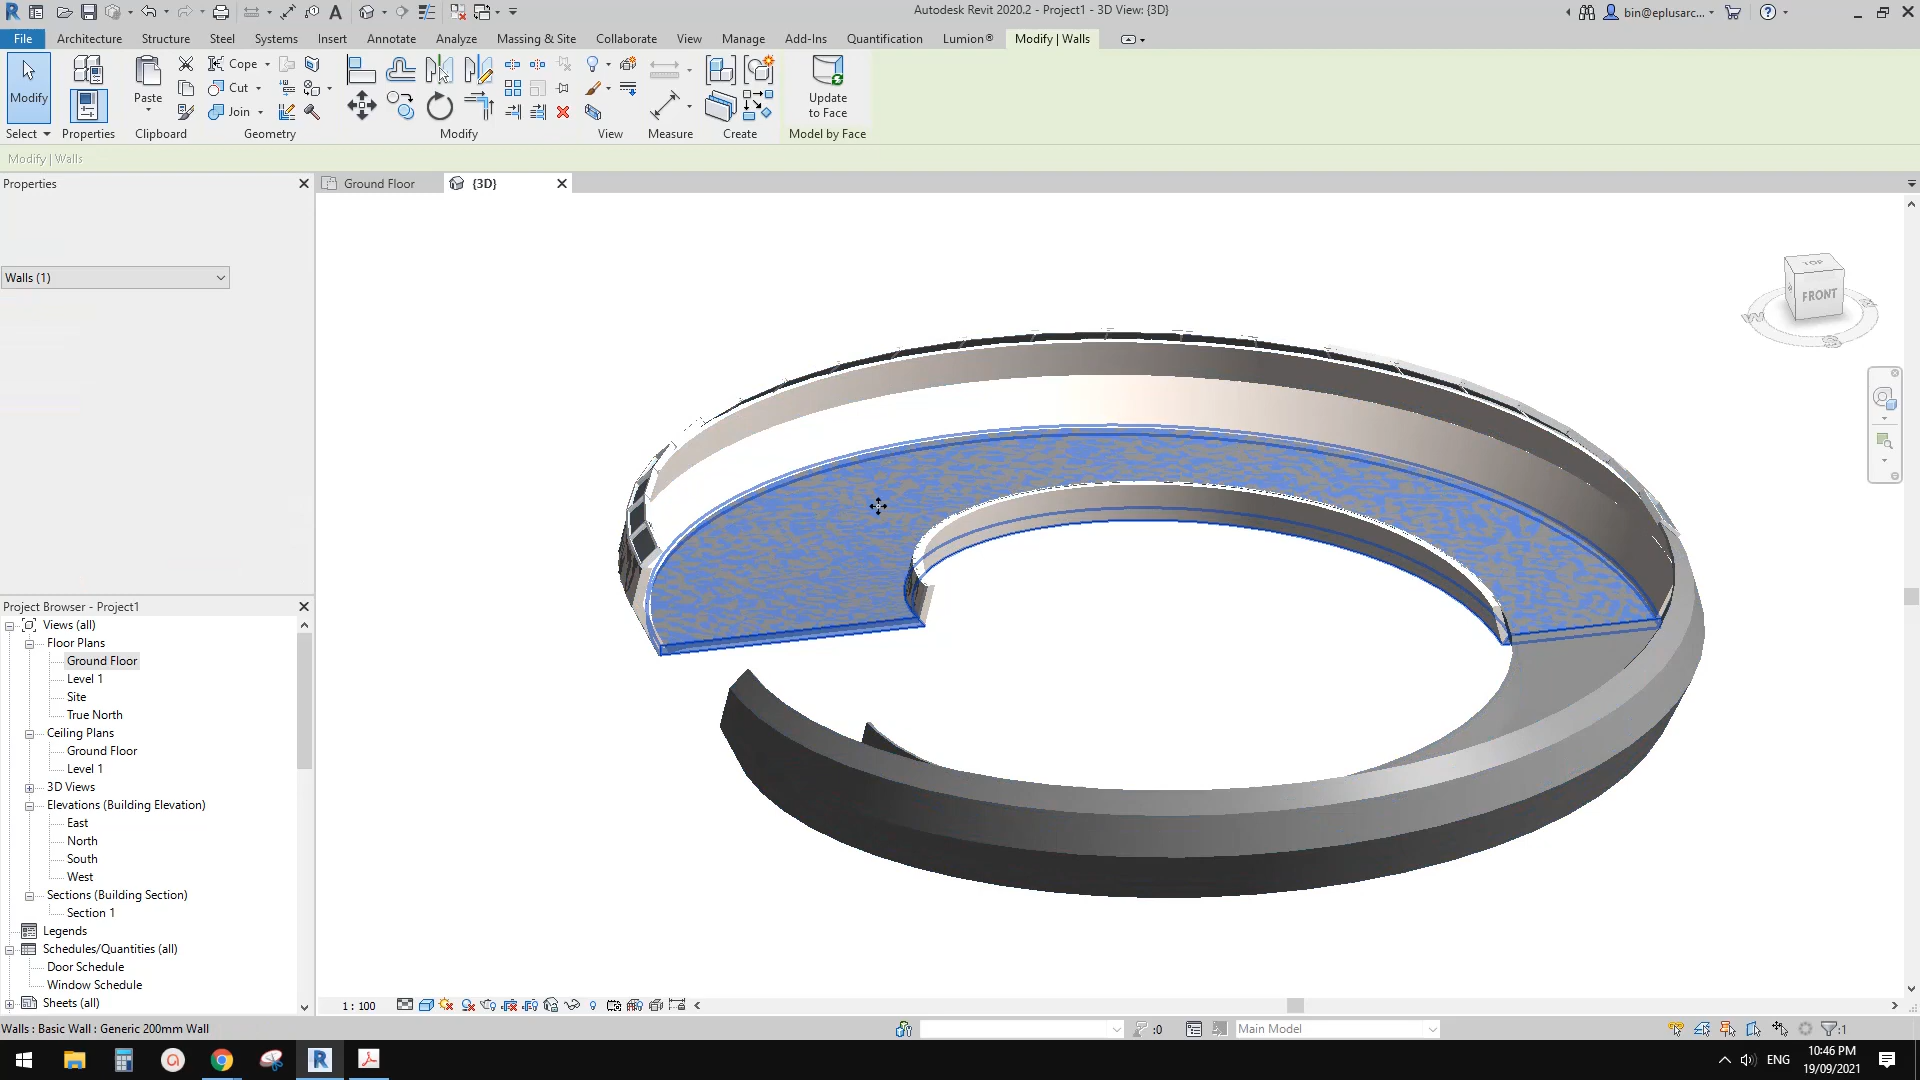 Autodesk Revit 2020.2 - Project1 - 3D View: {3D}
bin@eplusarc...
File Architecture Structure Steel Systems Insert Annotate Analyze Massing & Site Collaborate View Manage Add-Ins Quantification Lumion® Modify | Walls
Cope
Cut
Join
Modify
Paste
Update
to Face
Select Properties Clipboard Geometry Modify View Measure Create Model by Face
Modify | Walls
Properties
Ground Floor
{3D}
Walls (1)
TOP
FRONT
W
Project Browser - Project1
Views (all)
Floor Plans
Ground Floor
Level 1
Site
True North
Ceiling Plans
Ground Floor
Level 1
3D Views
Elevations (Building Elevation)
East
North
South
West
Sections (Building Section)
Section 1
Legends
Schedules/Quantities (all)
Door Schedule
Window Schedule
Sheets (all)
1 : 100
Walls : Basic Wall : Generic 200mm Wall
:0
Main Model
:1
ENG
10:46 PM
19/09/2021